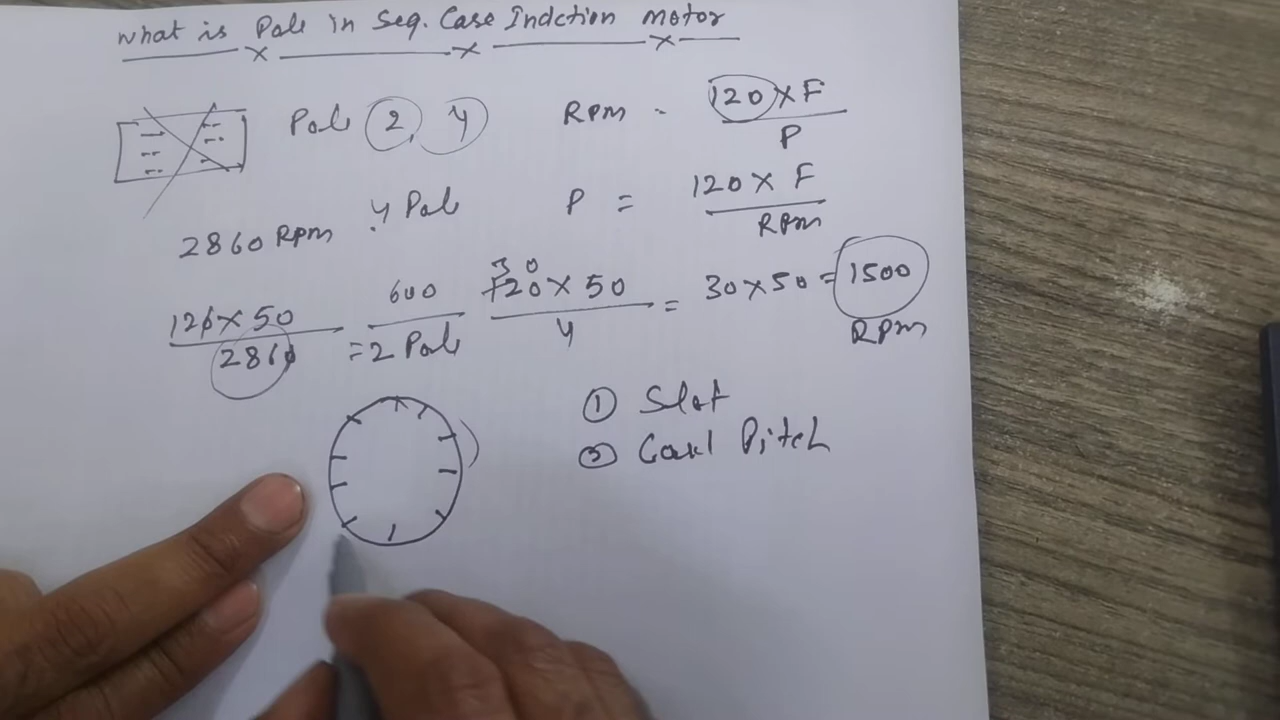 what is Pole in Seq. Case Indction motor
Pole 2, 4
RPm = 120 X F / P
4 Pole
P = 120 X F / RPm
2860 RPm
120 X 50 / 2860 = 600 / 2 Pole
120 X 50 / 4 = 30 X 50 = 1500 RPm
30
① Slot
② Coil Pitch